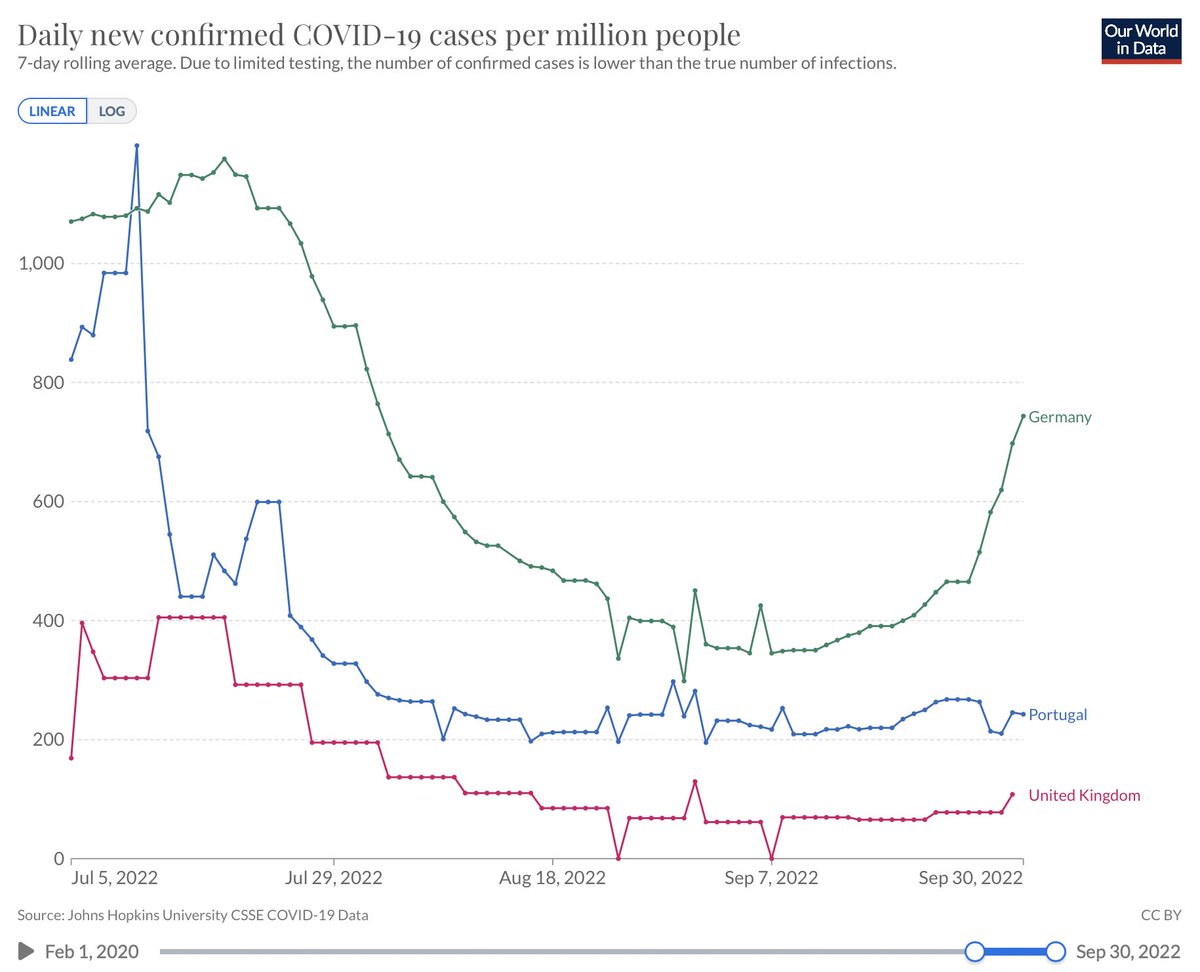 Daily new confirmed COVID-19 cases per million people
Our World
in Data
7-day rolling average. Due to limited testing, the number of confirmed cases is lower than the true number of infections.
LINEAR LOG
1,000
800
Germany
600
400
Portugal
200
United Kingdom
0
Jul 5, 2022 Jul 29, 2022 Aug 18, 2022 Sep 7, 2022 Sep 30, 2022
Source: Johns Hopkins University CSSE COVID-19 Data CC BY
Feb 1, 2020 Sep 30, 2022